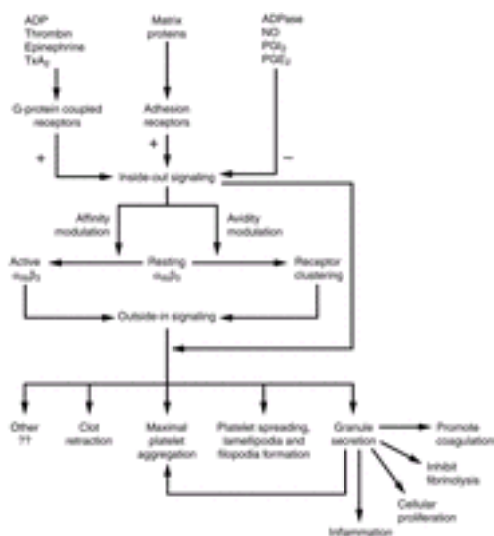 ADP
Thrombin
Epinephrine
TxA₂
Matrix
proteins
ADPase
NO
PGI₂
PGE₂
G-protein coupled
receptors
Adhesion
receptors
+
+
−
Inside-out signaling
Affinity
modulation
Avidity
modulation
Active
αIIbβ₃
Resting
αIIbβ₃
Receptor
clustering
Outside-in signaling
Other
??
Clot
retraction
Maximal
platelet
aggregation
Platelet spreading,
lamellipodia and
filopodia formation
Granule
secretion
Promote
coagulation
Inhibit
fibrinolysis
Cellular
proliferation
Inflammation